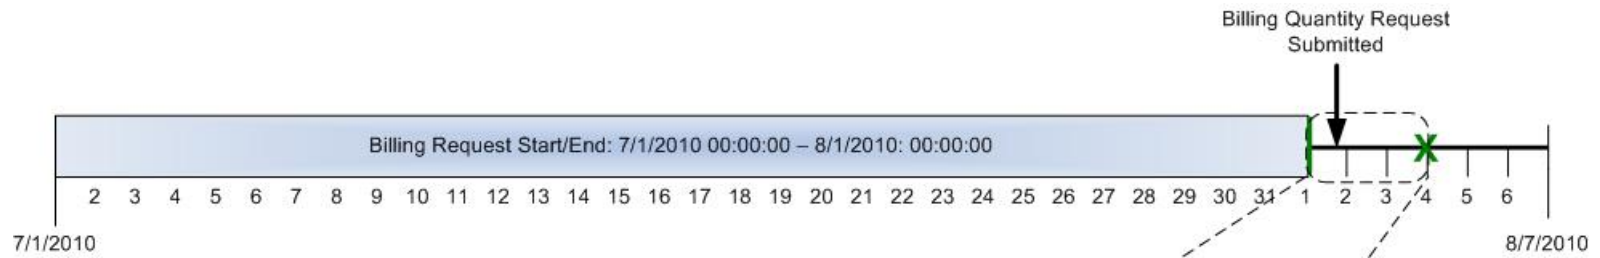 Billing Quantity Request
Submitted
Billing Request Start/End: 7/1/2010 00:00:00 – 8/1/2010: 00:00:00
2 3 4 5 6 7 8 9 10 11 12 13 14 15 16 17 18 19 20 21 22 23 24 25 26 27 28 29 30 31 1 2 3 4 5 6
7/1/2010 8/7/2010